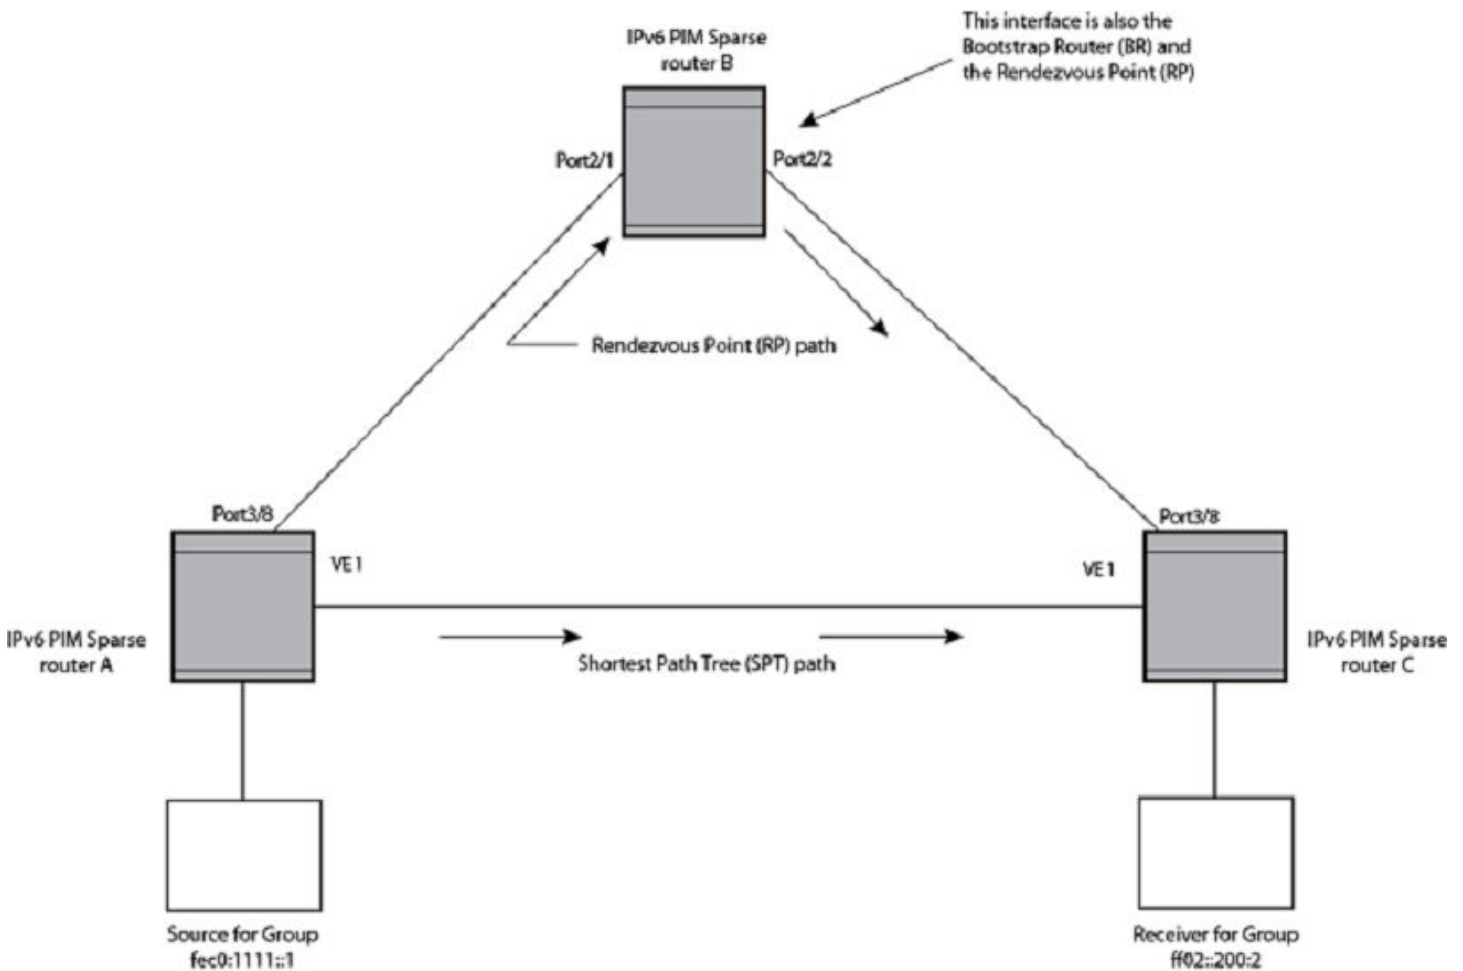 This interface is also the
Bootstrap Router (BR) and
the Rendezvous Point (RP)
IPv6 PIM Sparse
router B
Port2/1
Port2/2
Rendezvous Point (RP) path
Port3/8
Port3/8
VE1
VE1
IPv6 PIM Sparse
router A
Shortest Path Tree (SPT) path
IPv6 PIM Sparse
router C
Source for Group
fec0:1111::1
Receiver for Group
ff02::200:2